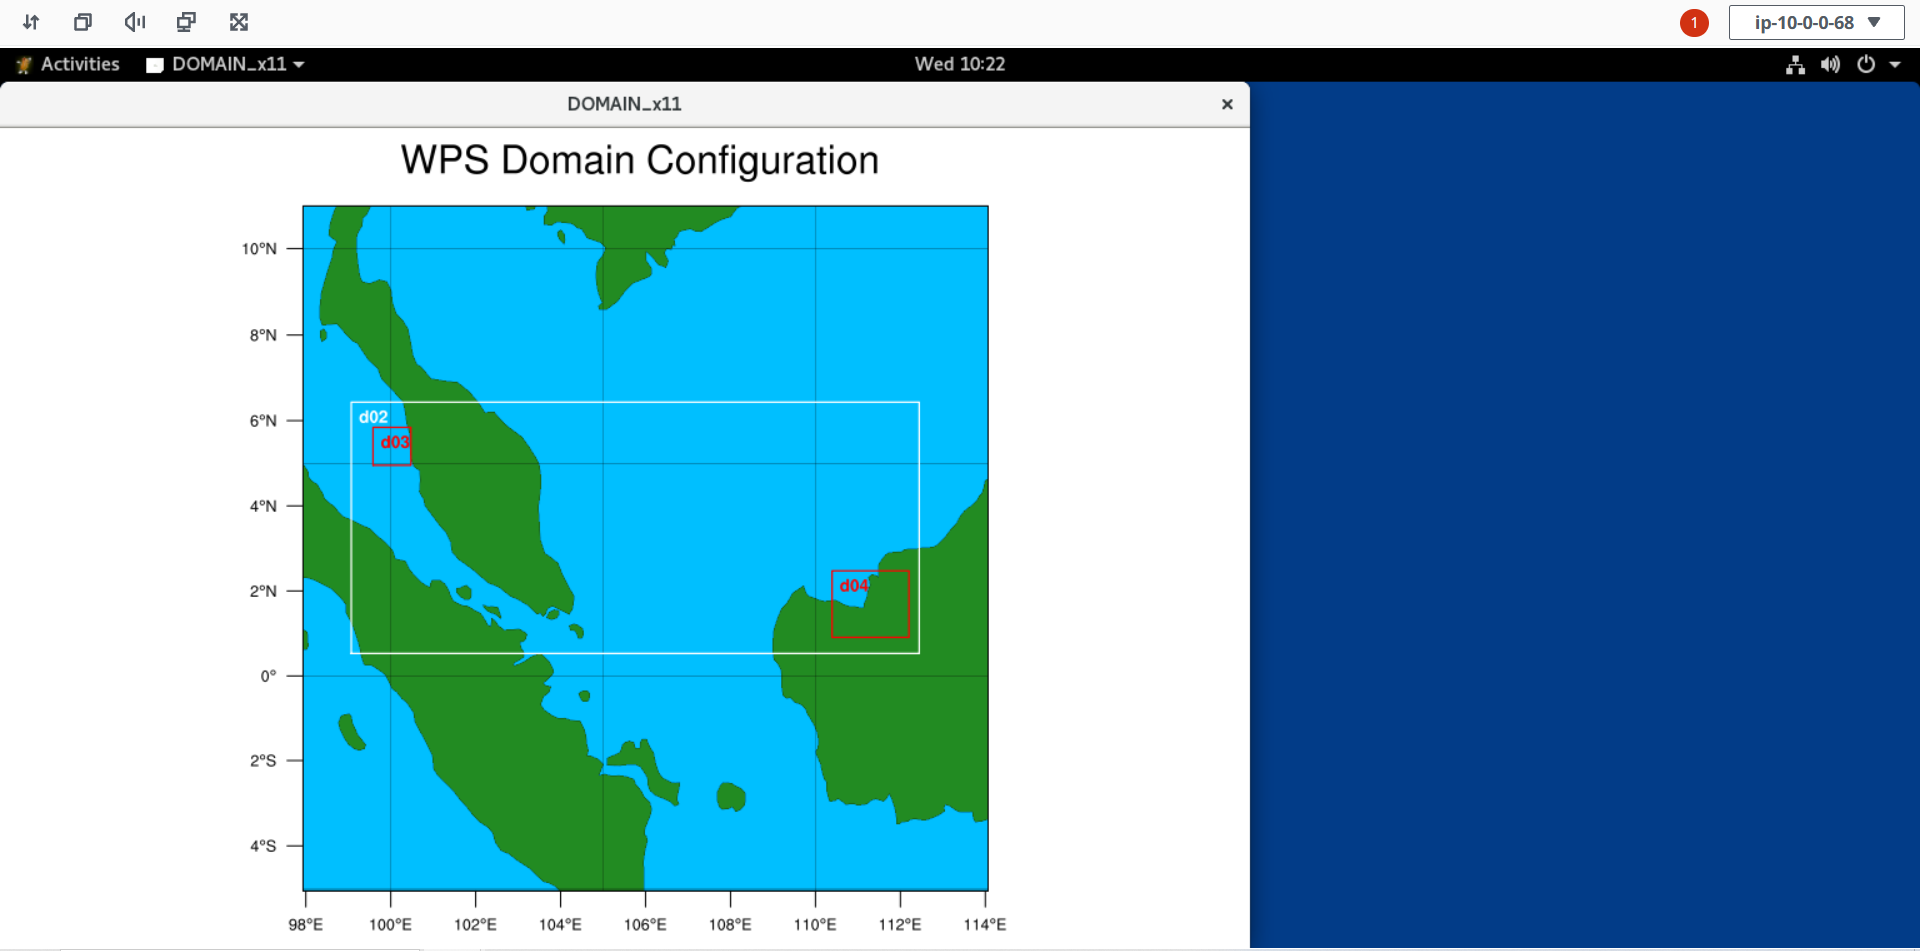 1
ip-10-0-0-68
Activities
DOMAIN_x11
Wed 10:22
DOMAIN_x11
WPS Domain Configuration
10°N
8°N
6°N
4°N
2°N
0°
2°S
4°S
d02
d03
d04
98°E 100°E 102°E 104°E 106°E 108°E 110°E 112°E 114°E